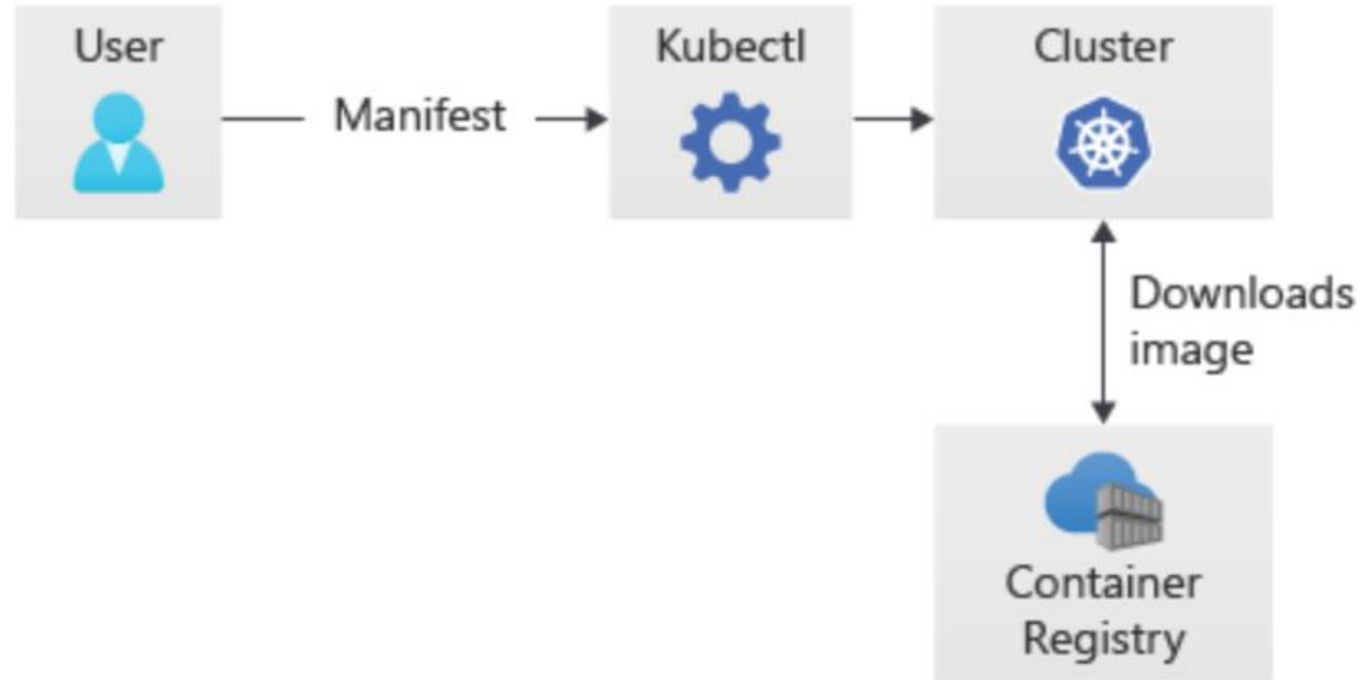 User
Manifest
Kubectl
Cluster
Downloads
image
Container
Registry